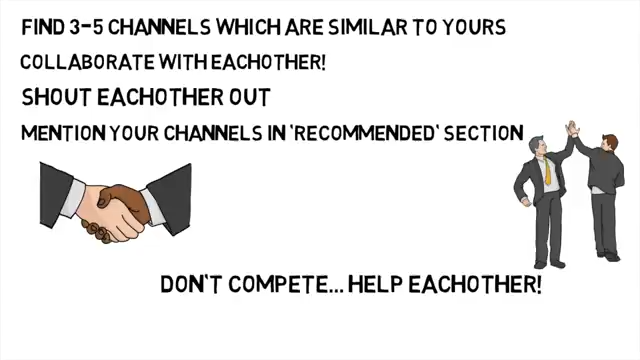 FIND 3-5 CHANNELS WHICH ARE SIMILAR TO YOURS
COLLABORATE WITH EACHOTHER!
SHOUT EACHOTHER OUT
MENTION YOUR CHANNELS IN 'RECOMMENDED' SECTION
DON'T COMPETE... HELP EACHOTHER!